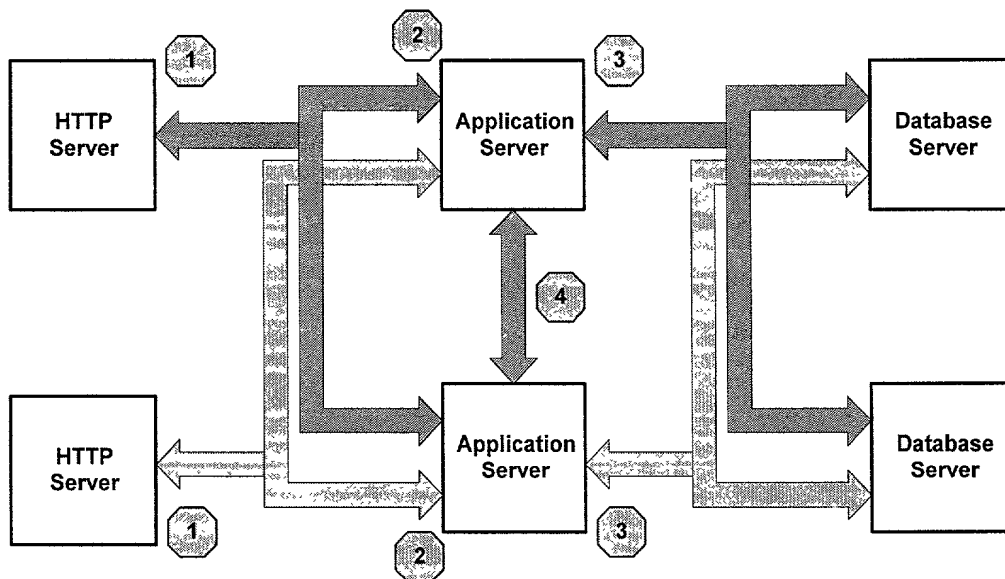 1
2
3
HTTP
Server
Application
Server
Database
Server
4
HTTP
Server
Application
Server
Database
Server
1
2
3